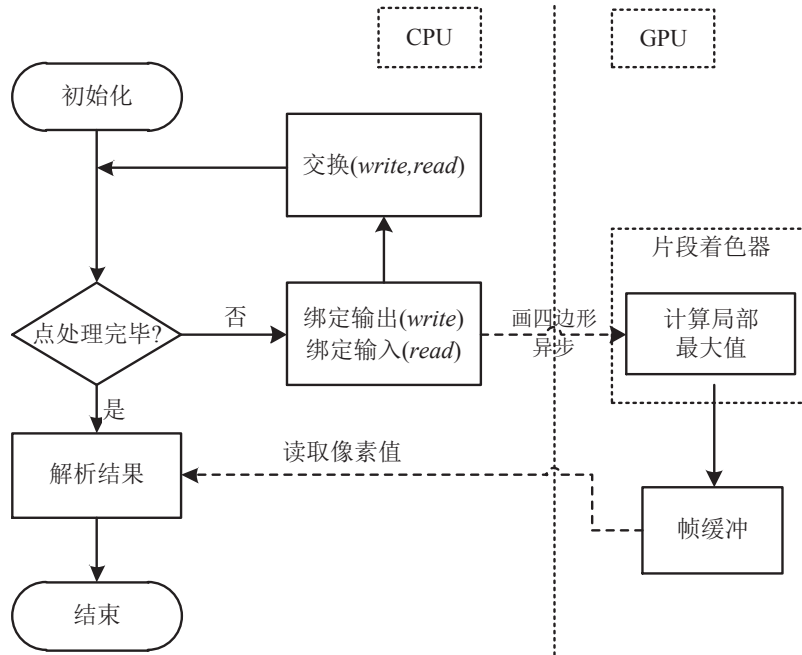 CPU
GPU
初始化
交换(write,read)
片段着色器
点处理完毕?
否
绑定输出(write)
绑定输入(read)
画四边形
异步
计算局部
最大值
是
解析结果
读取像素值
帧缓冲
结束